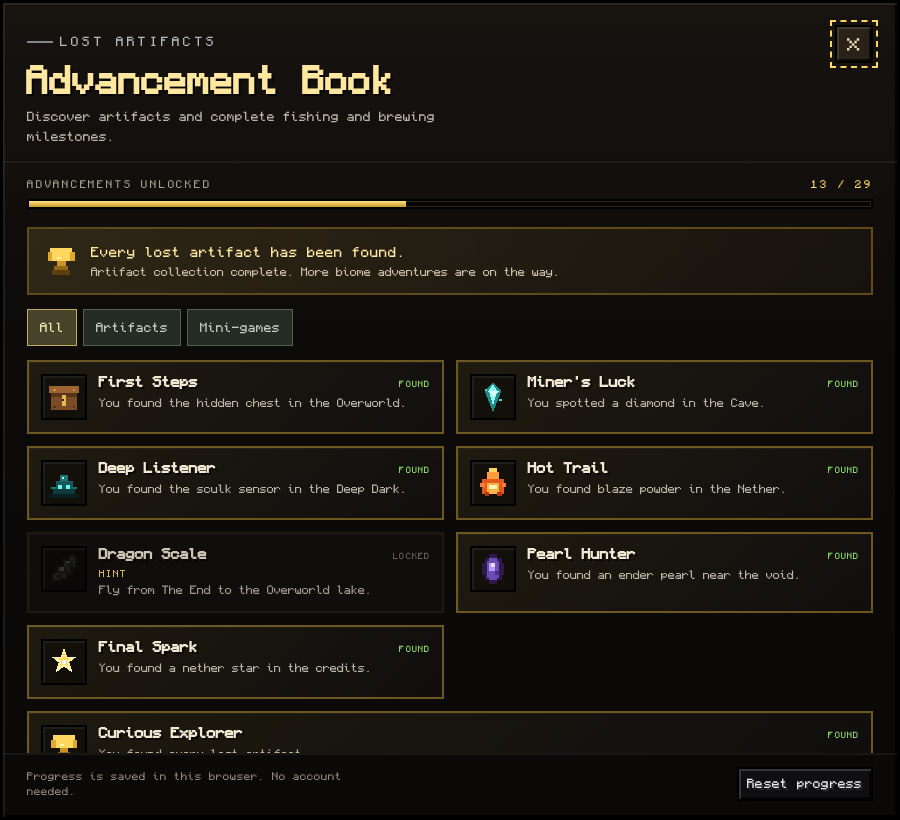 LOST ARTIFACTS
Advancement Book
Discover artifacts and complete fishing and brewing
milestones.
ADVANCEMENTS UNLOCKED
13 / 29
Every lost artifact has been found.
Artifact collection complete. More biome adventures are on the way.
All
Artifacts
Mini-games
First Steps
FOUND
You found the hidden chest in the Overworld.
Miner's Luck
FOUND
You spotted a diamond in the Cave.
Deep Listener
FOUND
You found the sculk sensor in the Deep Dark.
Hot Trail
FOUND
You found blaze powder in the Nether.
Dragon Scale
LOCKED
HINT
Fly from The End to the Overworld lake.
Pearl Hunter
FOUND
You found an ender pearl near the void.
Final Spark
FOUND
You found a nether star in the credits.
Curious Explorer
FOUND
You found every lost artifact.
Progress is saved in this browser. No account
needed.
Reset progress